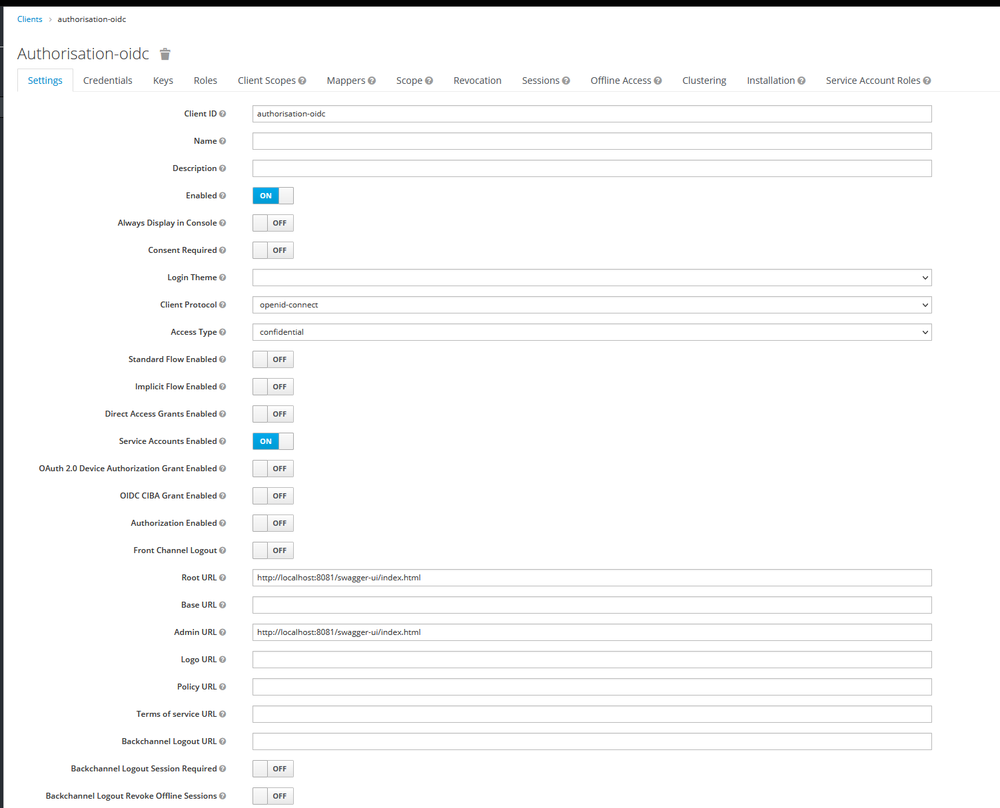 Clients > authorisation-oidc
Authorisation-oidc
Settings Credentials Keys Roles Client Scopes Mappers Scope Revocation Sessions Offline Access Clustering Installation Service Account Roles
Client ID authorisation-oidc
Name
Description
Enabled ON
Always Display in Console OFF
Consent Required OFF
Login Theme
Client Protocol openid-connect
Access Type confidential
Standard Flow Enabled OFF
Implicit Flow Enabled OFF
Direct Access Grants Enabled OFF
Service Accounts Enabled ON
OAuth 2.0 Device Authorization Grant Enabled OFF
OIDC CIBA Grant Enabled OFF
Authorization Enabled OFF
Front Channel Logout OFF
Root URL http://localhost:8081/swagger-ui/index.html
Base URL
Admin URL http://localhost:8081/swagger-ui/index.html
Logo URL
Policy URL
Terms of service URL
Backchannel Logout URL
Backchannel Logout Session Required OFF
Backchannel Logout Revoke Offline Sessions OFF